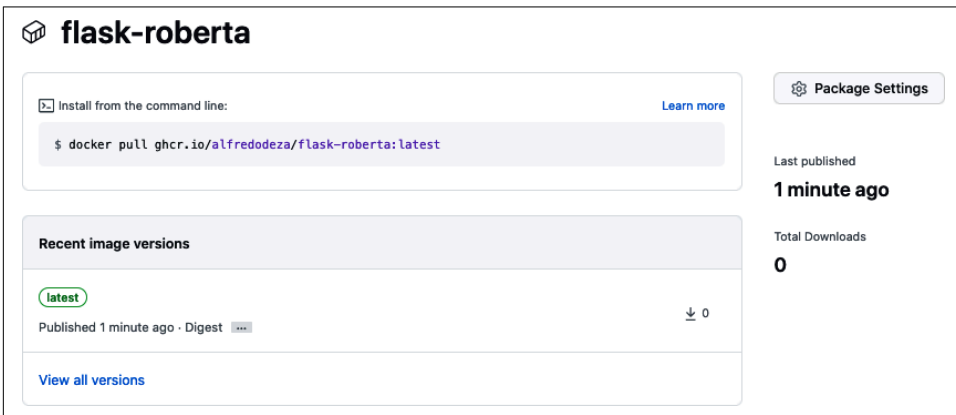 flask-roberta
Install from the command line:
Learn more
$ docker pull ghcr.io/alfredodeza/flask-roberta:latest
Package Settings
Last published
1 minute ago
Total Downloads
0
Recent image versions
latest
Published 1 minute ago · Digest ...
0
View all versions